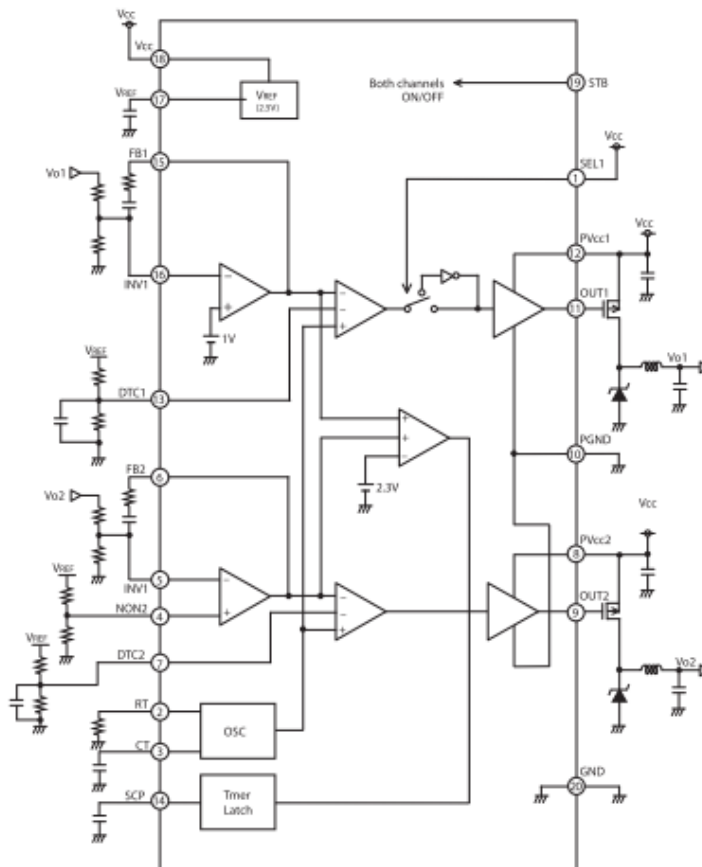 Vcc
Vcc
18
VREF
17
VREF
(2.5V)
Both channels
ON/OFF
19
STB
Vcc
FB1
15
SEL1
1
Vo1
Vcc
PVcc1
12
16
INV1
OUT1
11
1V
VREF
Vo1
DTC1
13
PGND
10
FB2
6
2.3V
Vo2
Vcc
PVcc2
8
5
INV1
VREF
NON2
4
OUT2
9
VREF
DTC2
7
Vo2
RT
2
OSC
CT
3
GND
20
SCP
14
Tmer
Latch